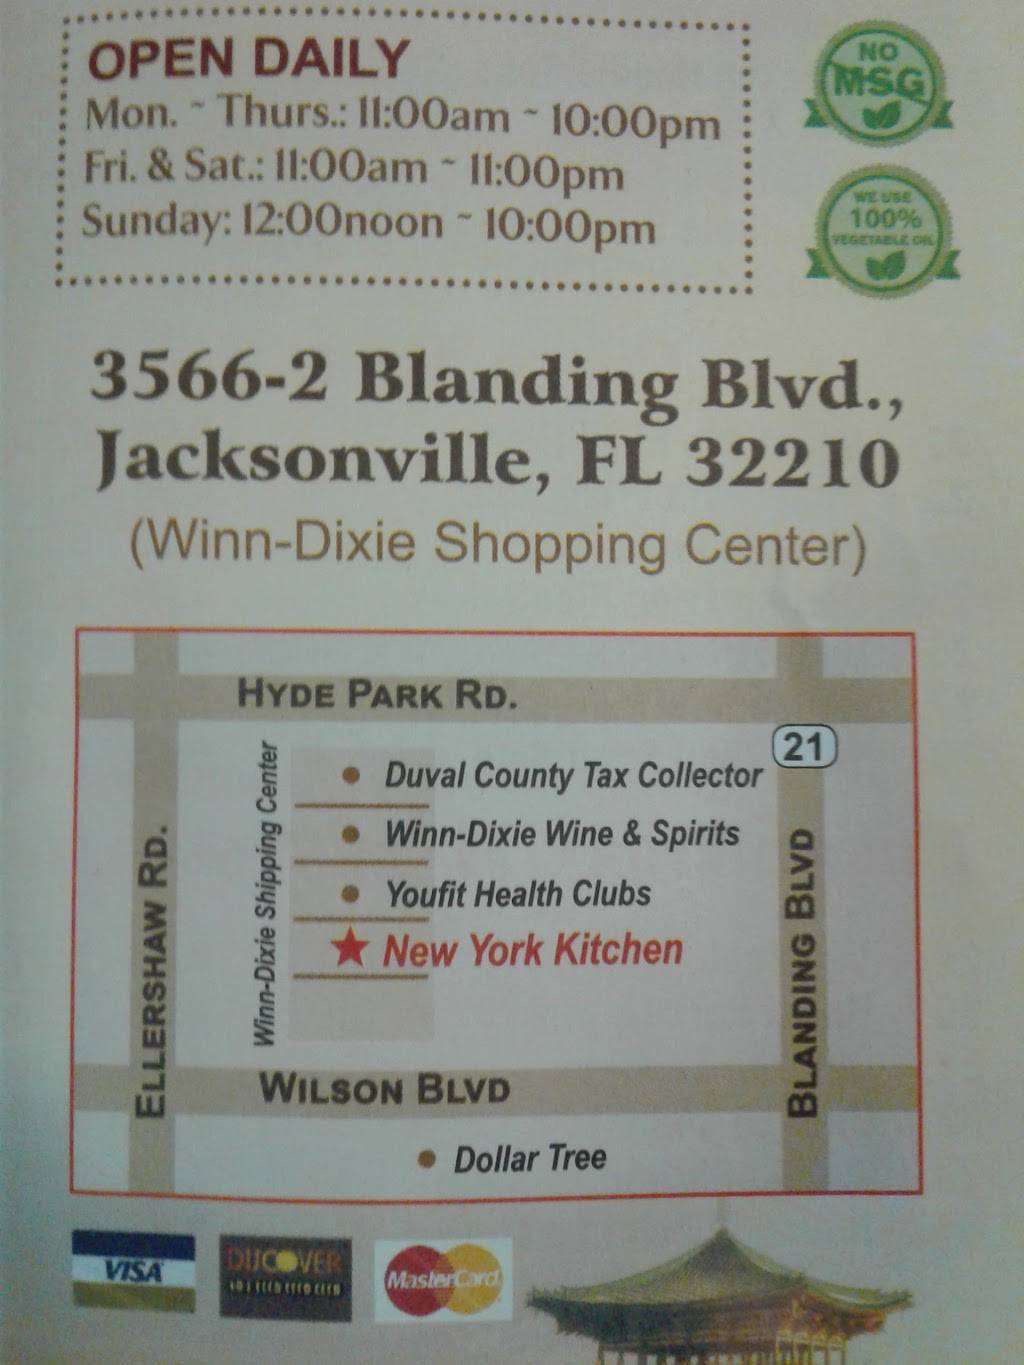 OPEN DAILY
Mon. ~ Thurs.: 11:00am ~ 10:00pm
Fri. & Sat.: 11:00am ~ 11:00pm
Sunday: 12:00noon ~ 10:00pm
NO
MSG
WE USE
100%
VEGETABLE OIL
3566-2 Blanding Blvd.,
Jacksonville, FL 32210
(Winn-Dixie Shopping Center)
HYDE PARK RD.
21
Winn-Dixie Shipping Center
Duval County Tax Collector
Winn-Dixie Wine & Spirits
Youfit Health Clubs
New York Kitchen
ELLERSHAW RD.
BLANDING BLVD
WILSON BLVD
Dollar Tree
VISA
DISCOVER
MasterCard